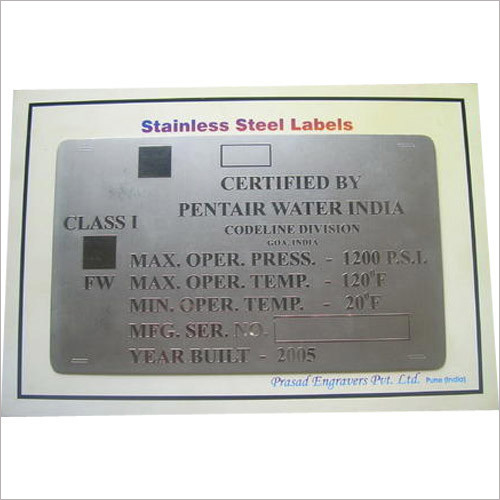 Stainless Steel Labels
CERTIFIED BY
PENTAIR WATER INDIA
CODELINE DIVISION
GOA, INDIA
CLASS I
MAX. OPER. PRESS. - 1200 P.S.I.
FW MAX. OPER. TEMP. - 120°F
MIN. OPER. TEMP. - 20°F
MFG. SER. NO.
YEAR BUILT - 2005
Prasad Engravers Pvt. Ltd. Pune (India)